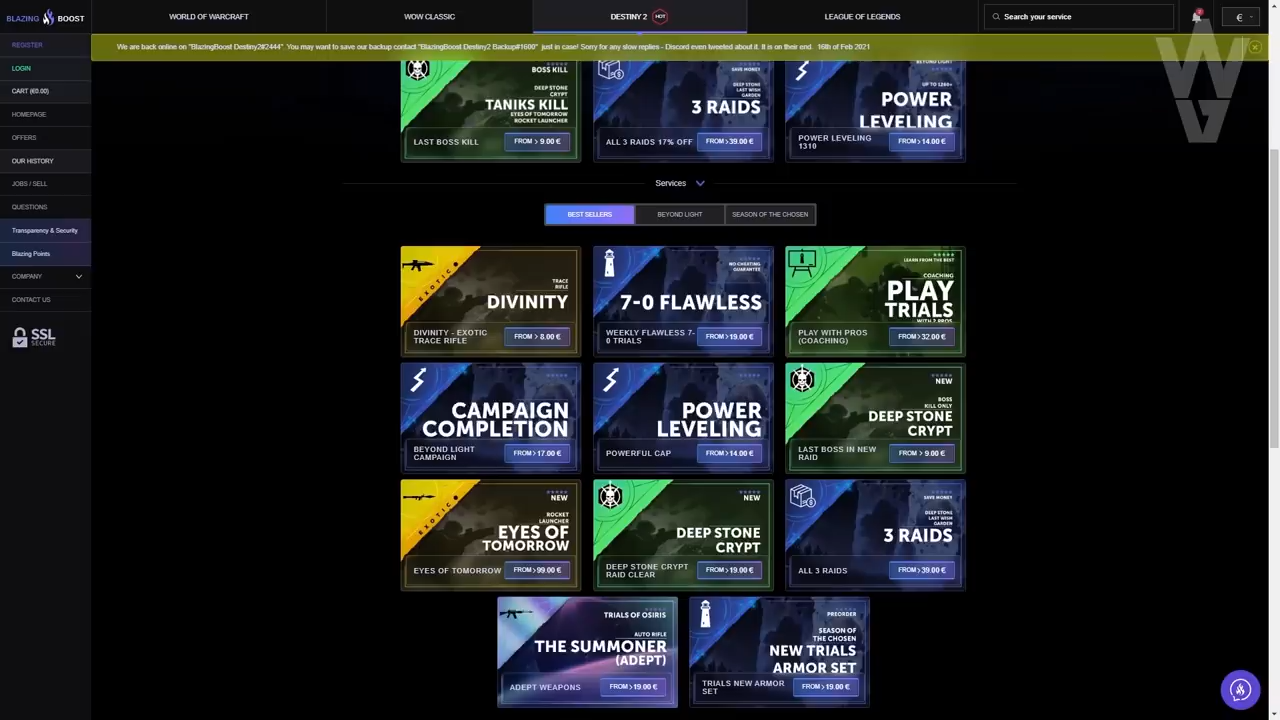 BLAZING BOOST
WORLD OF WARCRAFT
WOW CLASSIC
DESTINY 2 HOT
LEAGUE OF LEGENDS
Search your service
2
€
We are back online on "BlazingBoost Destiny2#2444". You may want to save our backup contact "BlazingBoost Destiny2 Backup#1600" just in case! Sorry for any slow replies - Discord even tweeted about it. It is on their end. 16th of Feb 2021
REGISTER
LOGIN
CART (€0.00)
HOMEPAGE
OFFERS
OUR HISTORY
JOBS / SELL
QUESTIONS
Transparency & Security
Blazing Points
COMPANY
CONTACT US
SSL
SECURE
BOSS KILL
DEEP STONE
CRYPT
TANIKS KILL
EYES OF TOMORROW
ROCKET LAUNCHER
LAST BOSS KILL
FROM > 9.00 €
SAVE MONEY
DEEP STONE
LAST WISH
GARDEN
3 RAIDS
ALL 3 RAIDS 17% OFF
FROM > 39.00 €
BEYOND LIGHT
UP TO 1260+
POWER
LEVELING
POWER LEVELING
1310
FROM > 14.00 €
Services
BEST SELLERS
BEYOND LIGHT
SEASON OF THE CHOSEN
EXOTIC
TRACE
RIFLE
DIVINITY
DIVINITY - EXOTIC
TRACE RIFLE
FROM > 8.00 €
NO CHEATING
GUARANTEE
7-0 FLAWLESS
WEEKLY FLAWLESS 7-
0 TRIALS
FROM > 19.00 €
LEARN FROM THE BEST
COACHING
PLAY
TRIALS
WITH 2 PROS
PLAY WITH PROS
(COACHING)
FROM > 32.00 €
CAMPAIGN
COMPLETION
BEYOND LIGHT
CAMPAIGN
FROM > 17.00 €
POWER
LEVELING
POWERFUL CAP
FROM > 14.00 €
NEW
BOSS
KILL ONLY
DEEP STONE
CRYPT
LAST BOSS IN NEW
RAID
FROM > 9.00 €
EXOTIC
NEW
ROCKET
LAUNCHER
EYES OF
TOMORROW
EYES OF TOMORROW
FROM > 99.00 €
NEW
DEEP STONE
CRYPT
DEEP STONE CRYPT
RAID CLEAR
FROM > 19.00 €
SAVE MONEY
DEEP STONE
LAST WISH
GARDEN
3 RAIDS
ALL 3 RAIDS
FROM > 39.00 €
TRIALS OF OSIRIS
AUTO RIFLE
THE SUMMONER
(ADEPT)
ADEPT WEAPONS
FROM > 19.00 €
PREORDER
SEASON OF
THE CHOSEN
NEW TRIALS
ARMOR SET
TRIALS NEW ARMOR
SET
FROM > 19.00 €